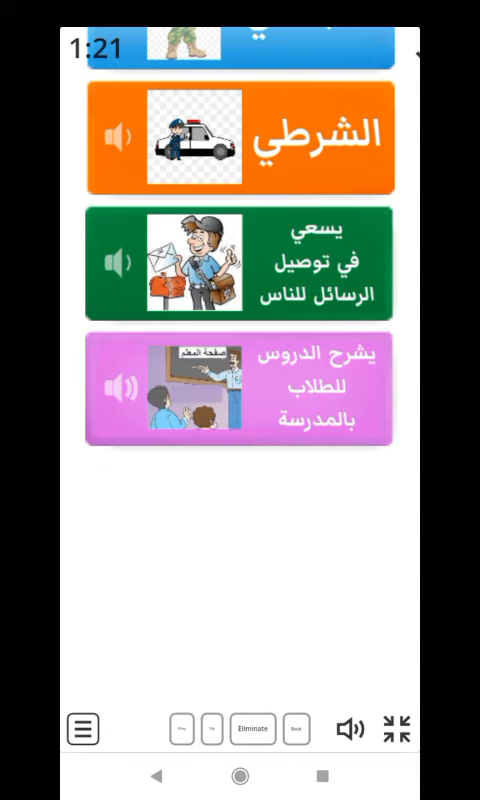 1:21
الشرطي
يسعي
في توصيل
الرسائل للناس
يشرح الدروس
للطلاب
بالمدرسة
صفحة المعلم
Eliminate
Back